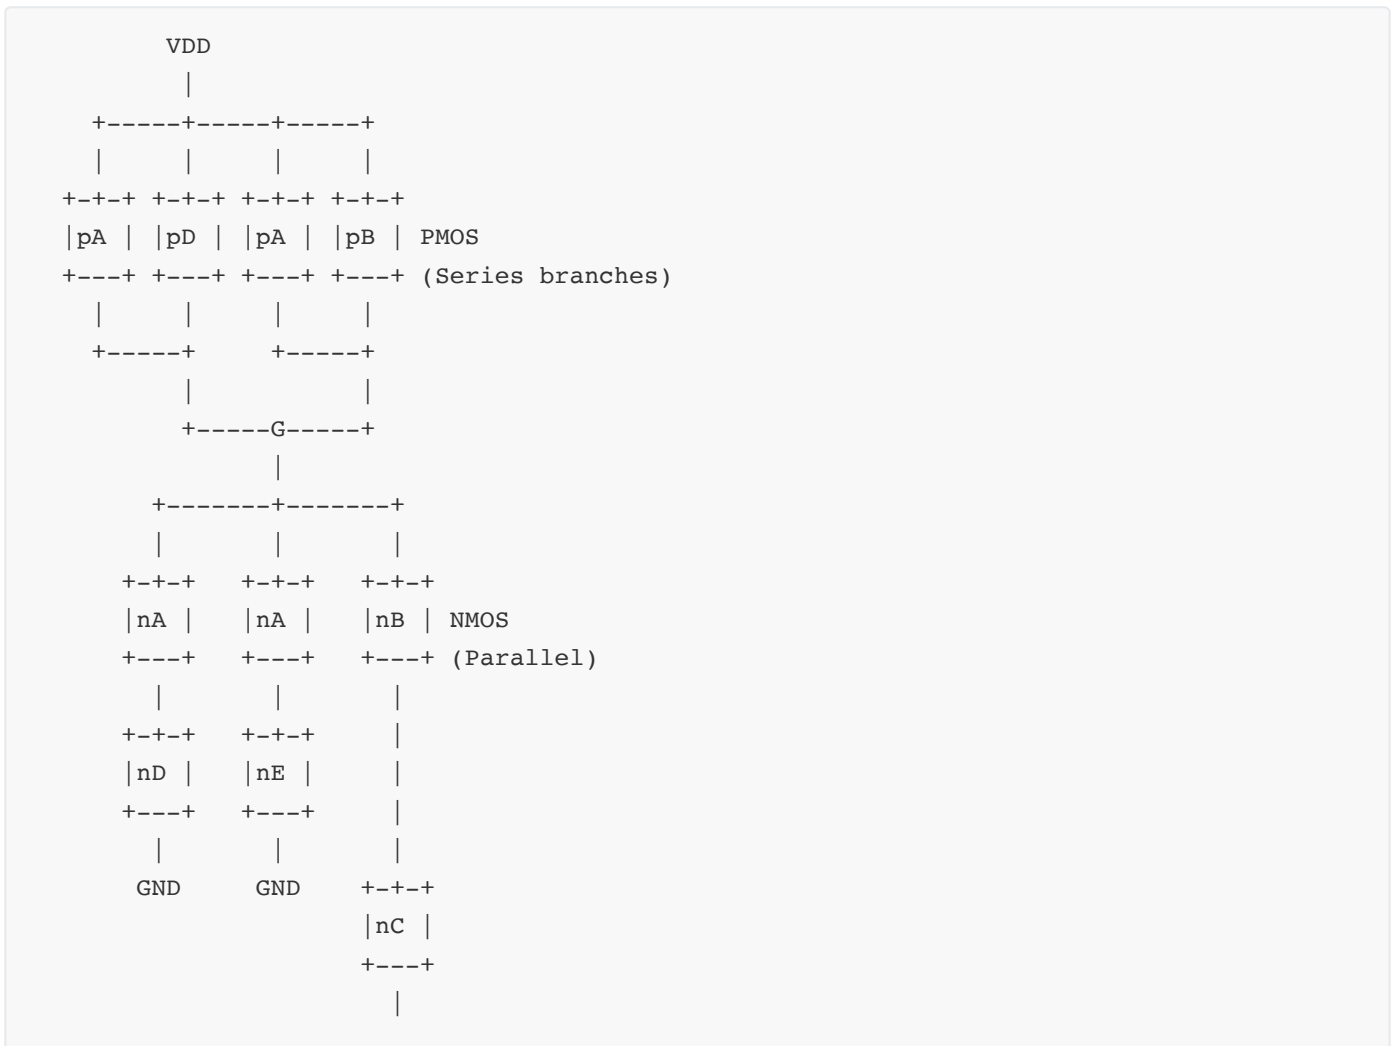 VDD
        |
  +-----+-----+-----+
  |     |     |     |
+-+-+ +-+-+ +-+-+ +-+-+
|pA | |pD | |pA | |pB | PMOS
+---+ +---+ +---+ +---+ (Series branches)
  |     |     |     |
  +-----+     +-----+
        |           |
        +-----G-----+
              |
      +-------+-------+
      |       |       |
    +-+-+   +-+-+   +-+-+
    |nA |   |nA |   |nB | NMOS
    +---+   +---+   +---+ (Parallel)
      |       |       |
    +-+-+   +-+-+     |
    |nD |   |nE |     |
    +---+   +---+     |
      |       |       |
     GND     GND    +-+-+
                    |nC |
                    +---+
                      |